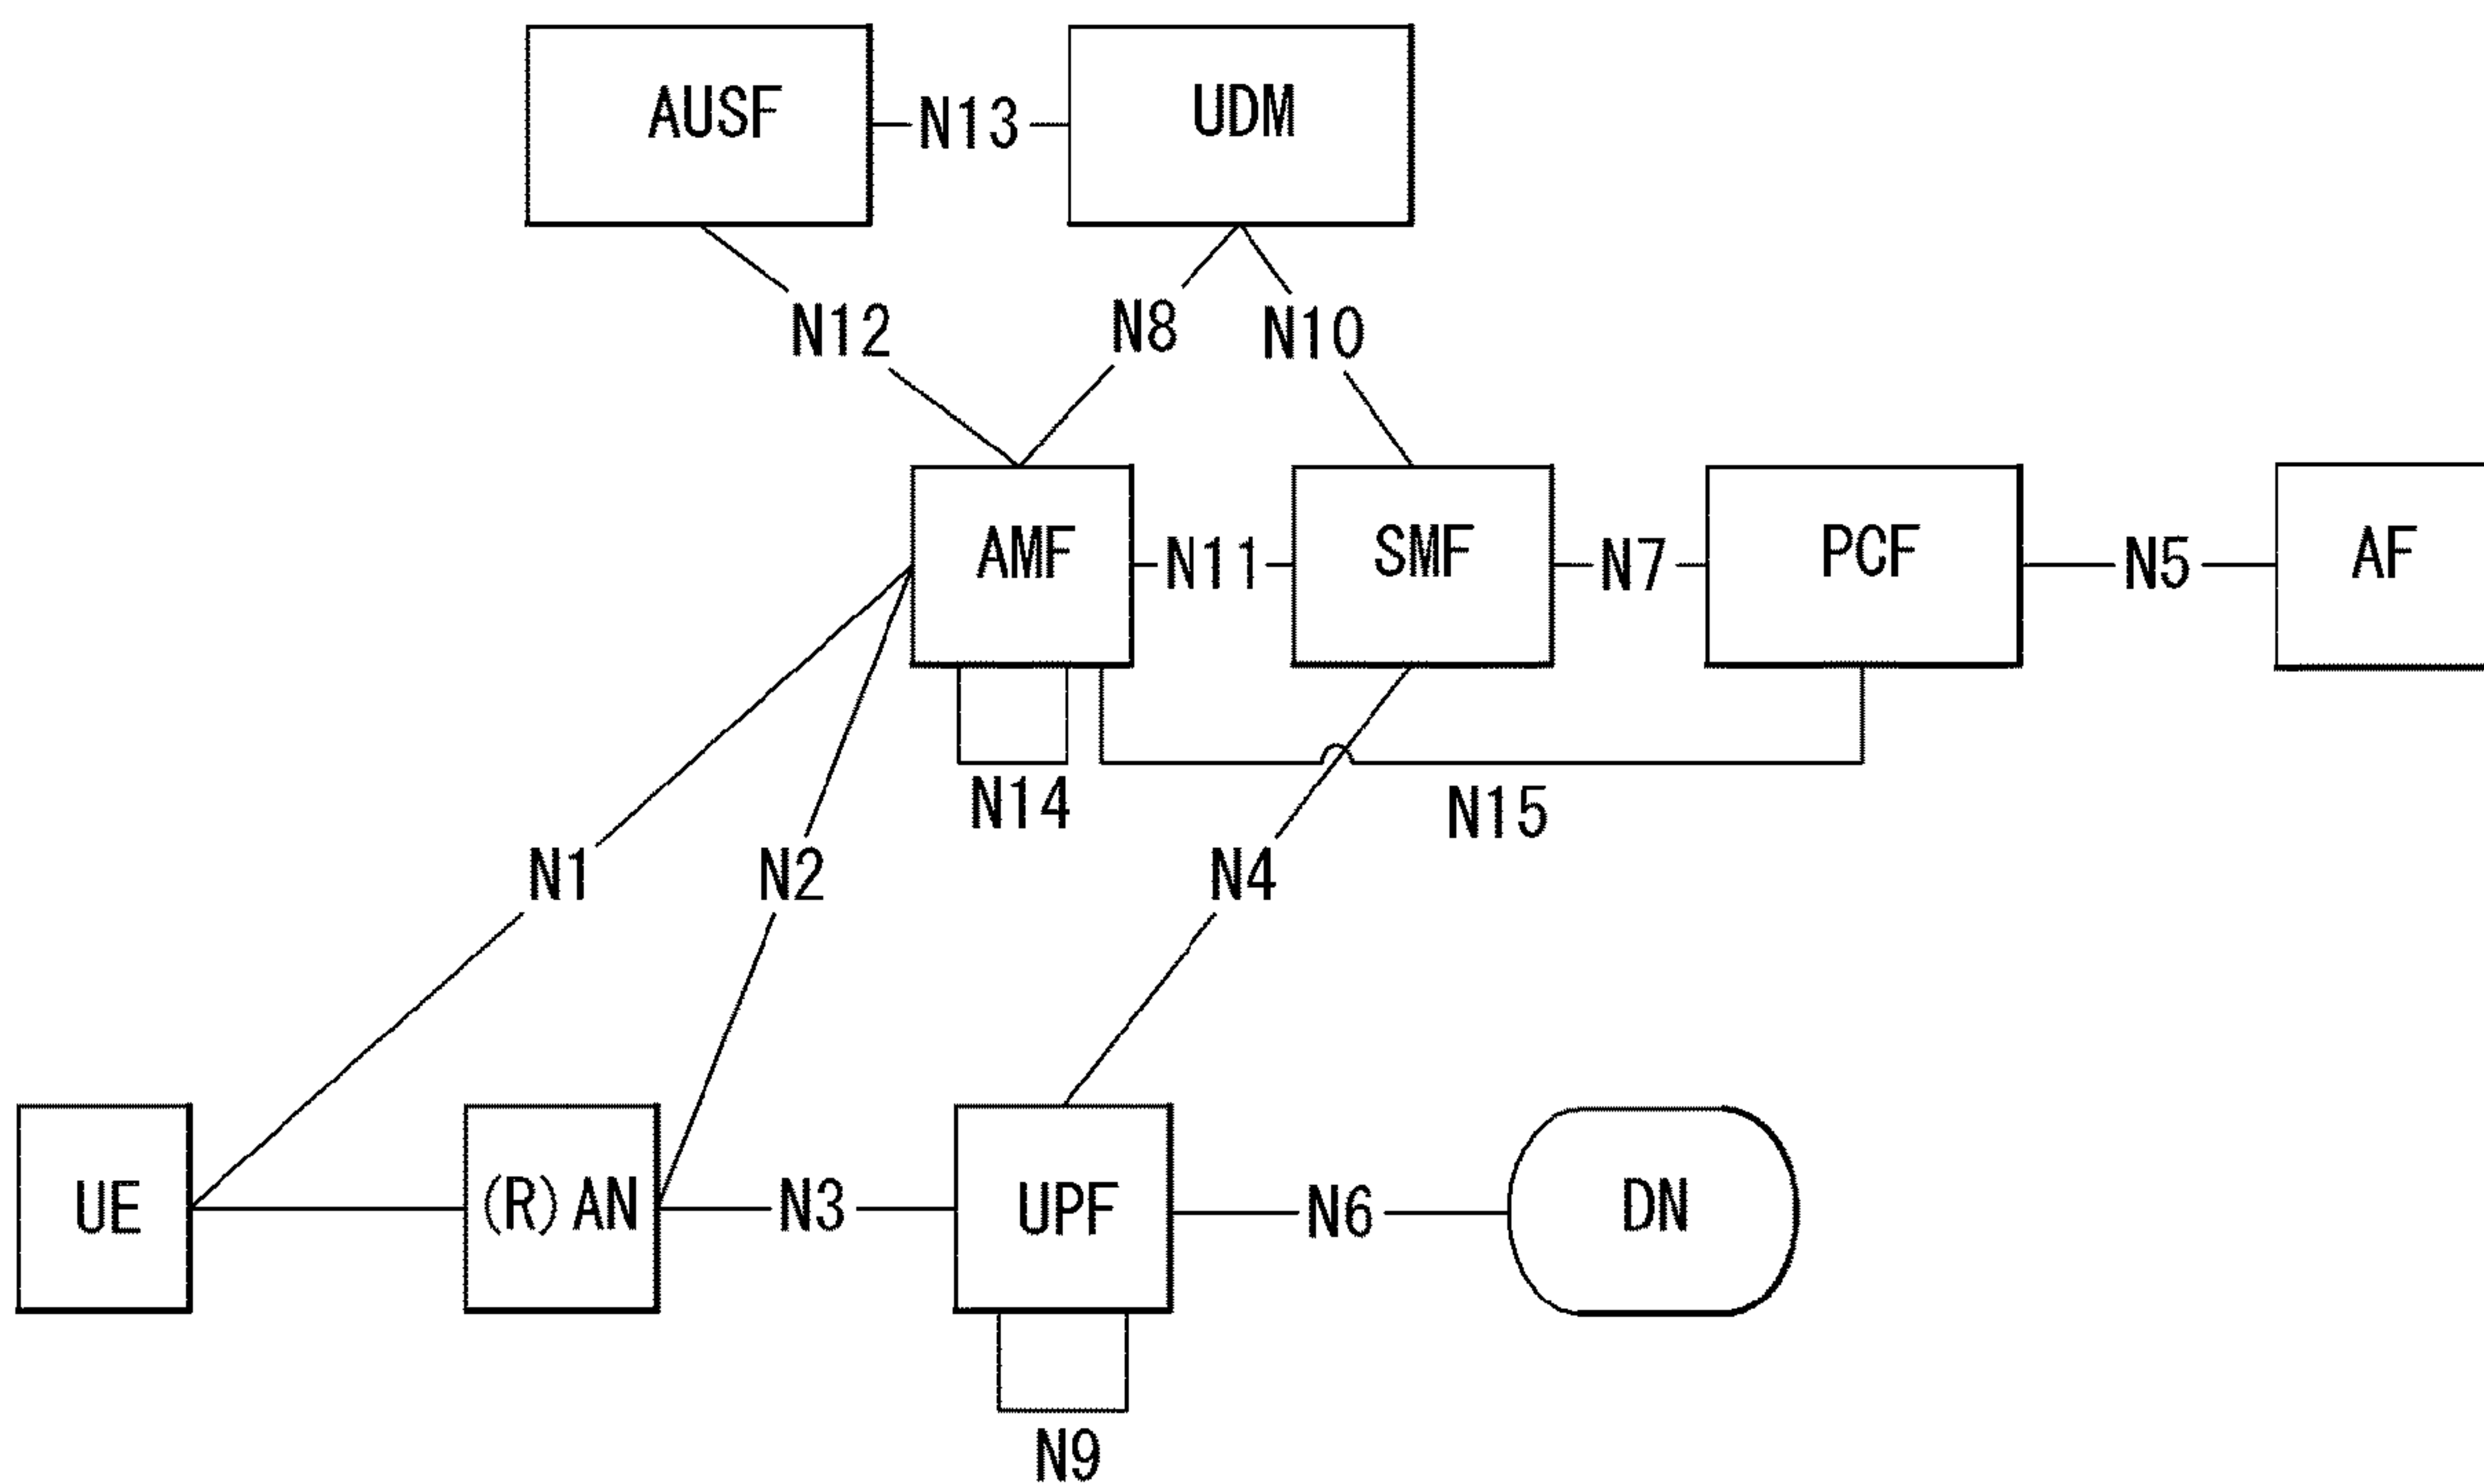 AUSF N13 UDM
N12 N8 N10
AMF N11 SMF N7 PCF N5 AF
N14 N15
N1 N2 N4
UE (R)AN N3 UPF N6 DN
N9